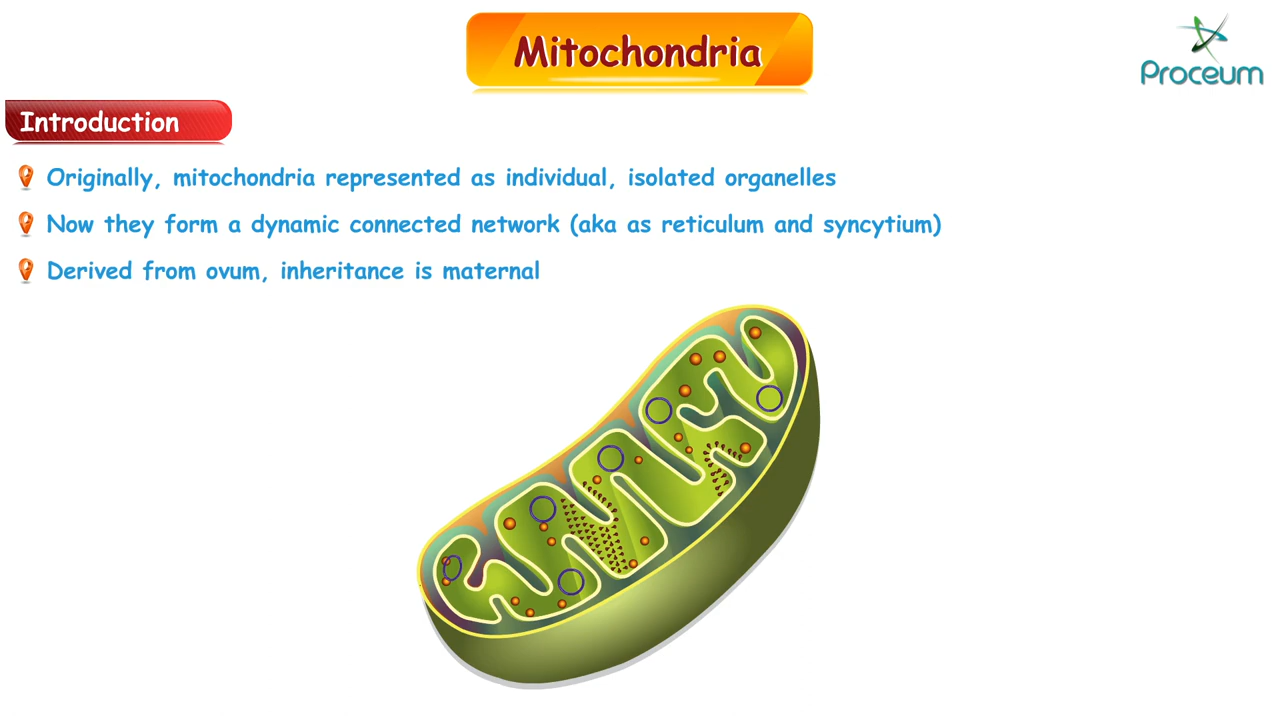 Mitochondria
Proceum
Introduction
Originally, mitochondria represented as individual, isolated organelles
Now they form a dynamic connected network (aka as reticulum and syncytium)
Derived from ovum, inheritance is maternal